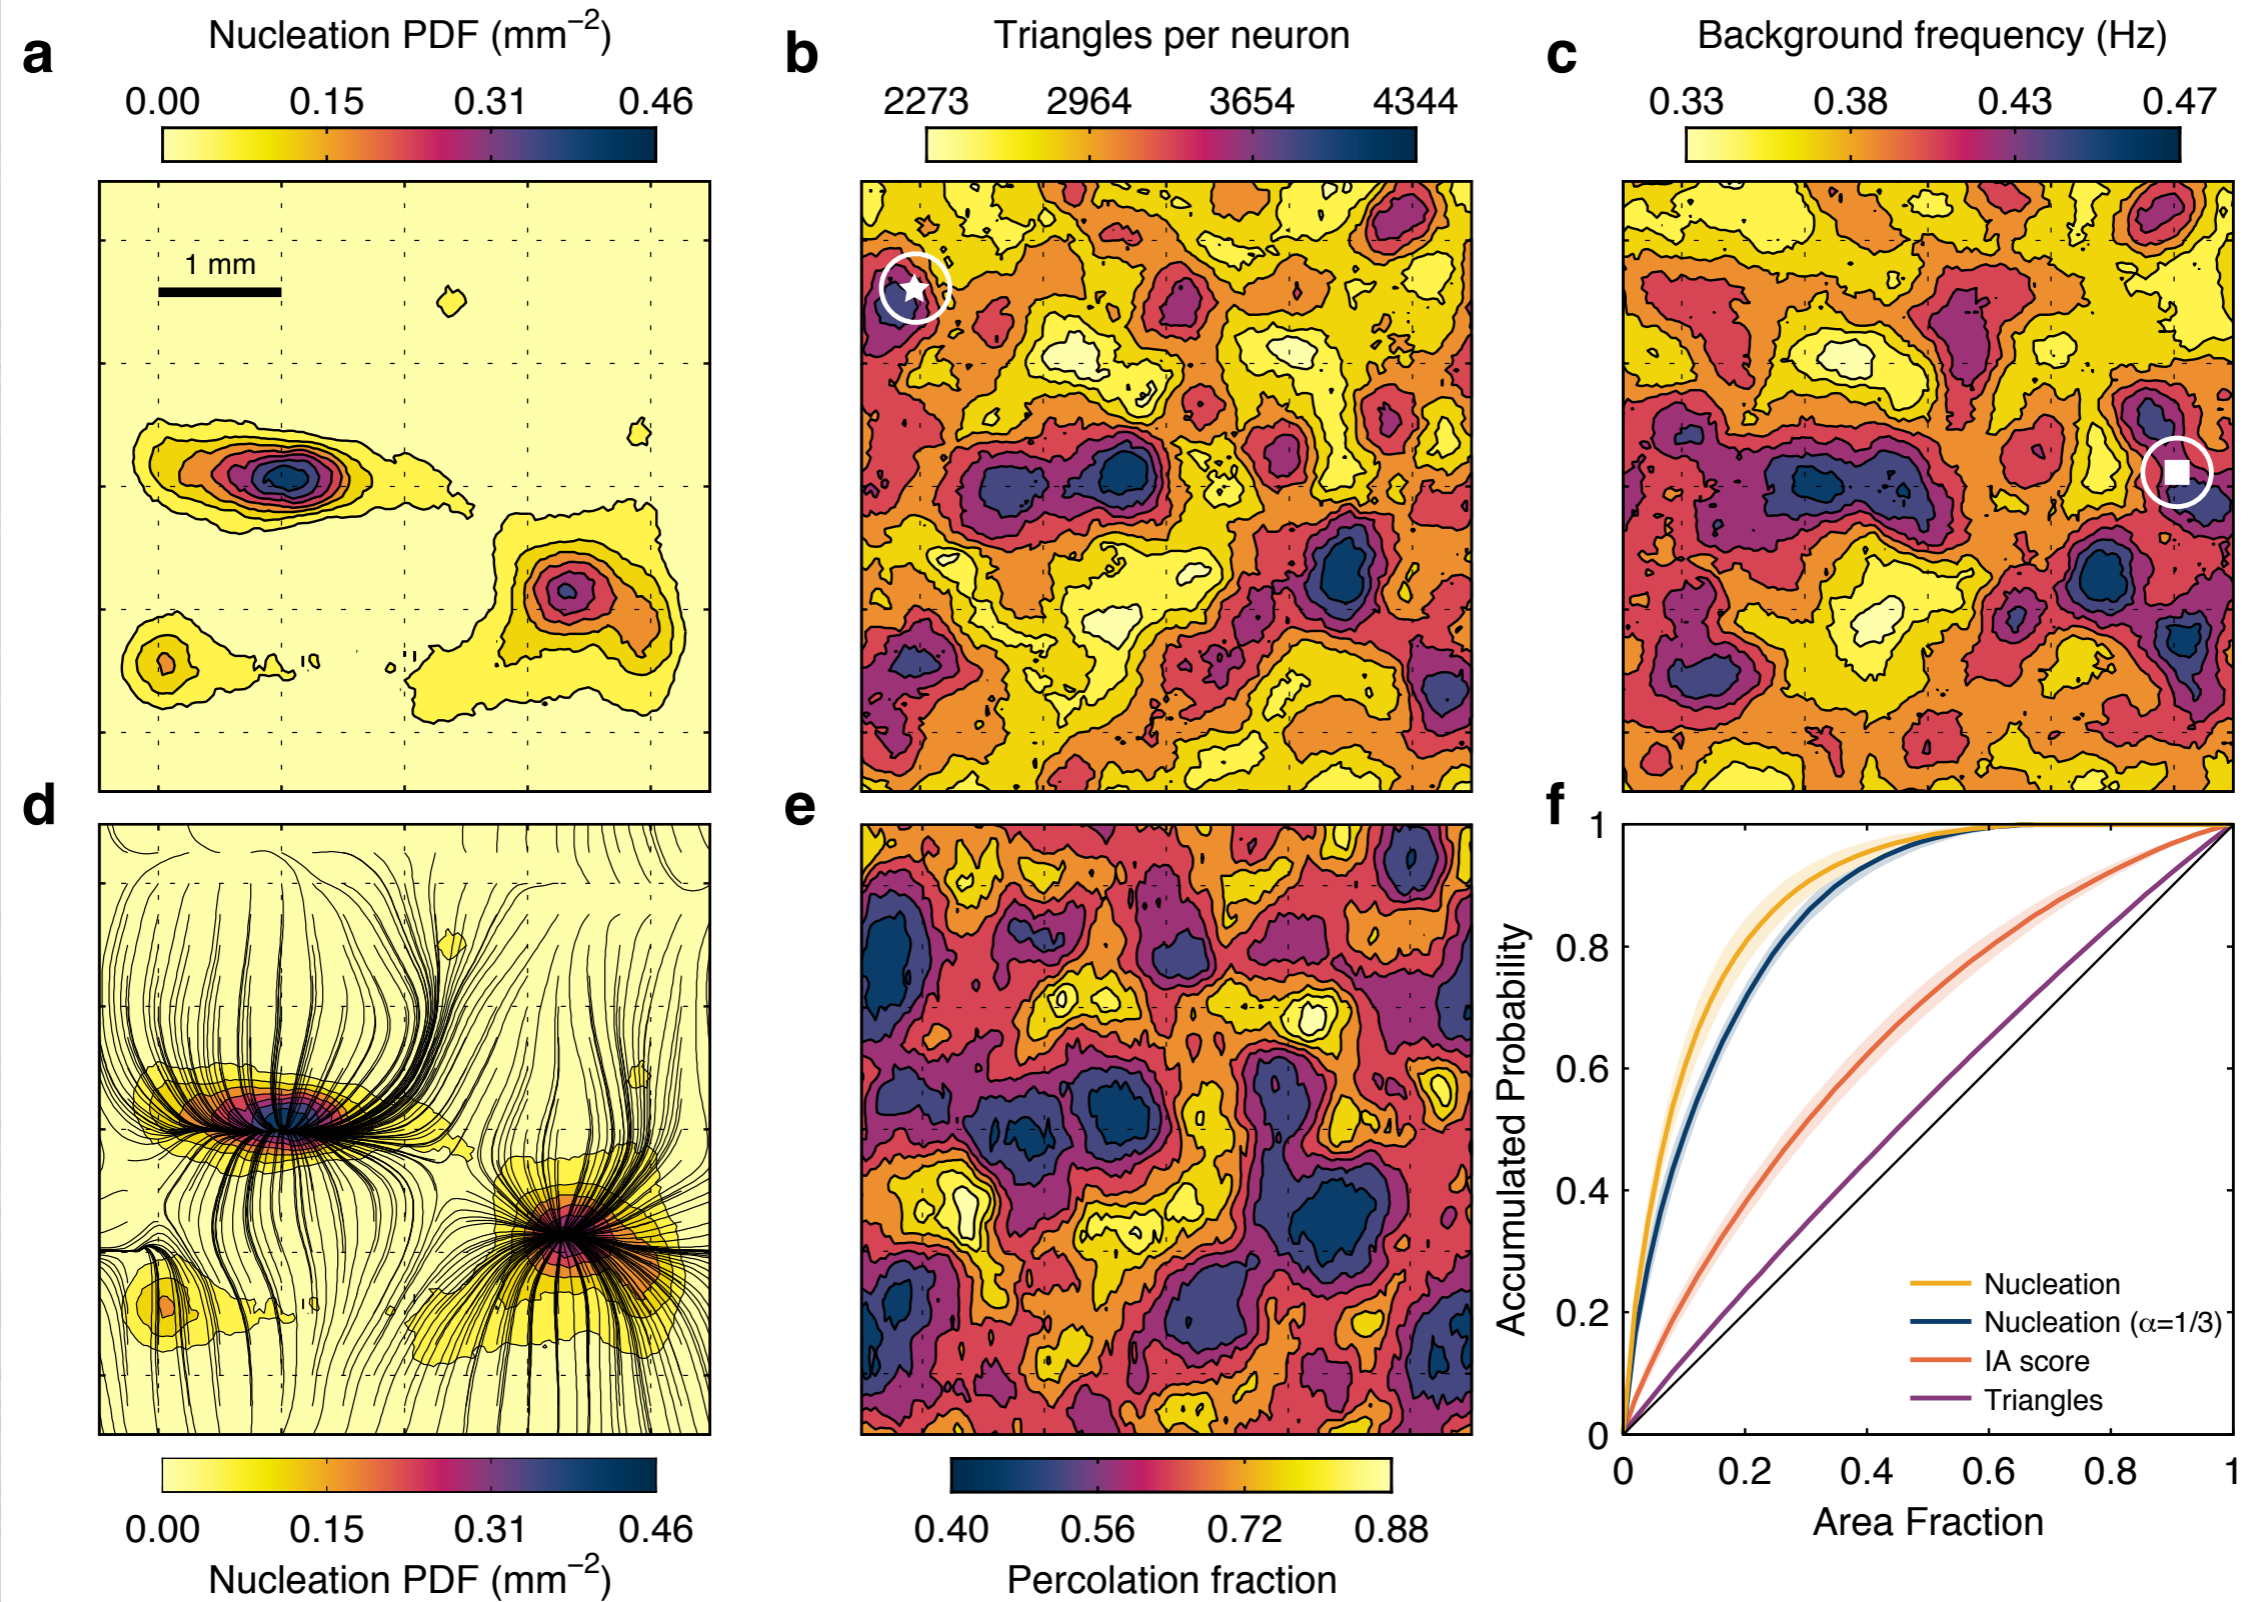 a
Nucleation PDF (mm−2)
0.00 0.15 0.31 0.46
1 mm
b
Triangles per neuron
2273 2964 3654 4344
c
Background frequency (Hz)
0.33 0.38 0.43 0.47
d
0.00 0.15 0.31 0.46
Nucleation PDF (mm−2)
e
0.40 0.56 0.72 0.88
Percolation fraction
f
Accumulated Probability
1
0.8
0.6
0.4
0.2
0
Nucleation
Nucleation (α=1/3)
IA score
Triangles
0 0.2 0.4 0.6 0.8 1
Area Fraction